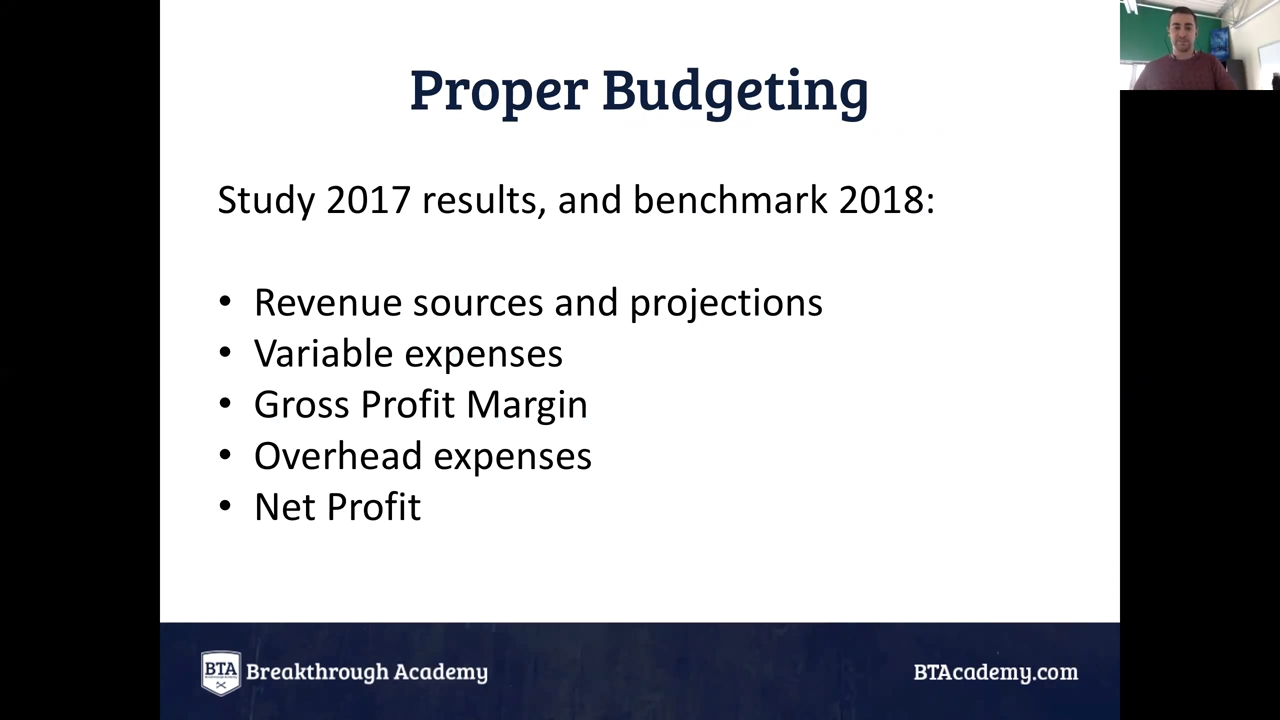 Proper Budgeting
Study 2017 results, and benchmark 2018:
• Revenue sources and projections
• Variable expenses
• Gross Profit Margin
• Overhead expenses
• Net Profit
BTA
Breakthrough Academy
BTAcademy.com